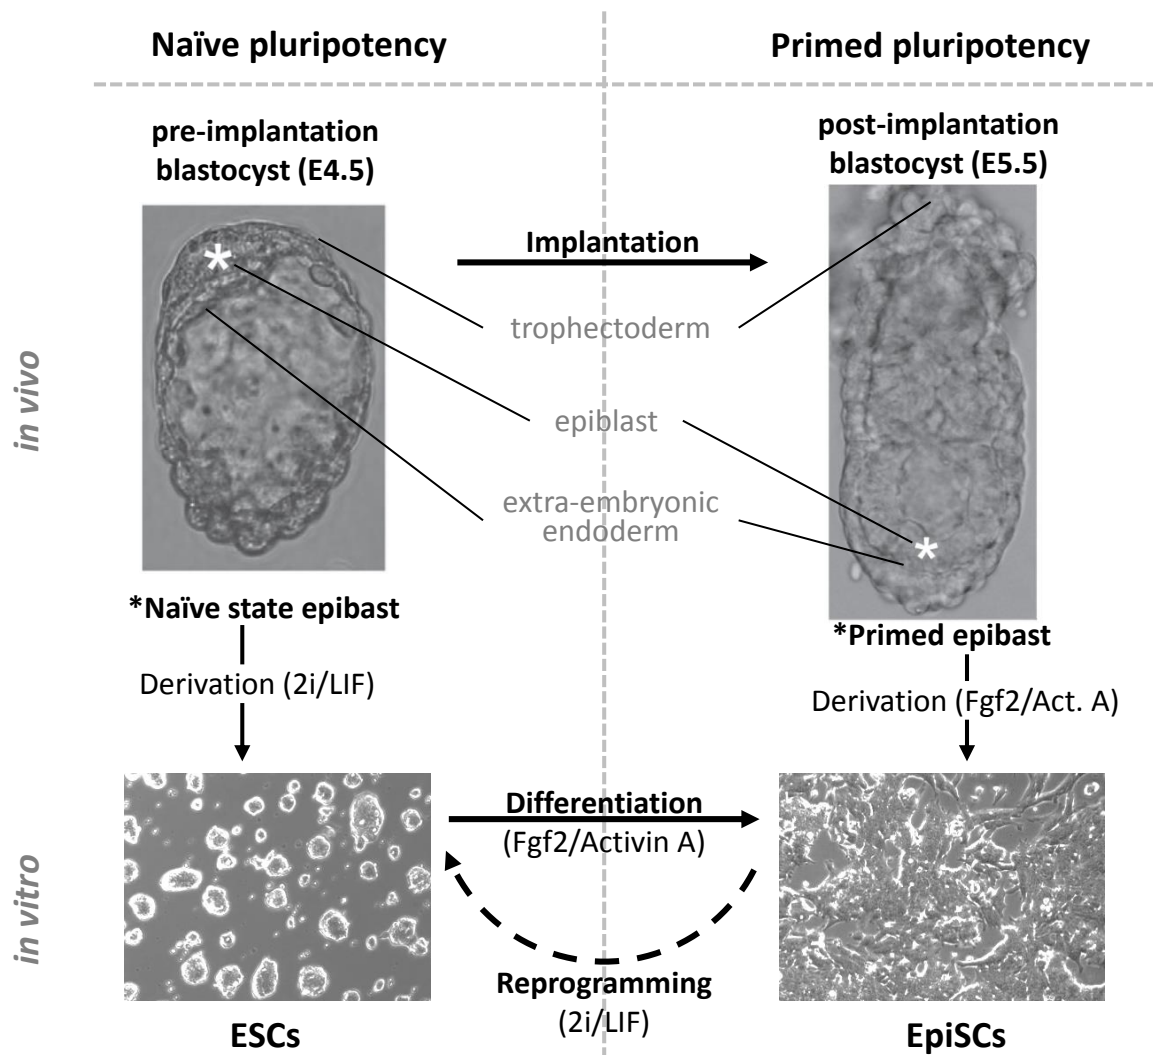 Naïve pluripotency
Primed pluripotency
pre-implantation
blastocyst (E4.5)
post-implantation
blastocyst (E5.5)
in vivo
*
Implantation
trophectoderm
epiblast
extra-embryonic
endoderm
*
*Naïve state epibast
*Primed epibast
Derivation (2i/LIF)
Derivation (Fgf2/Act. A)
in vitro
Differentiation
(Fgf2/Activin A)
Reprogramming
(2i/LIF)
ESCs
EpiSCs